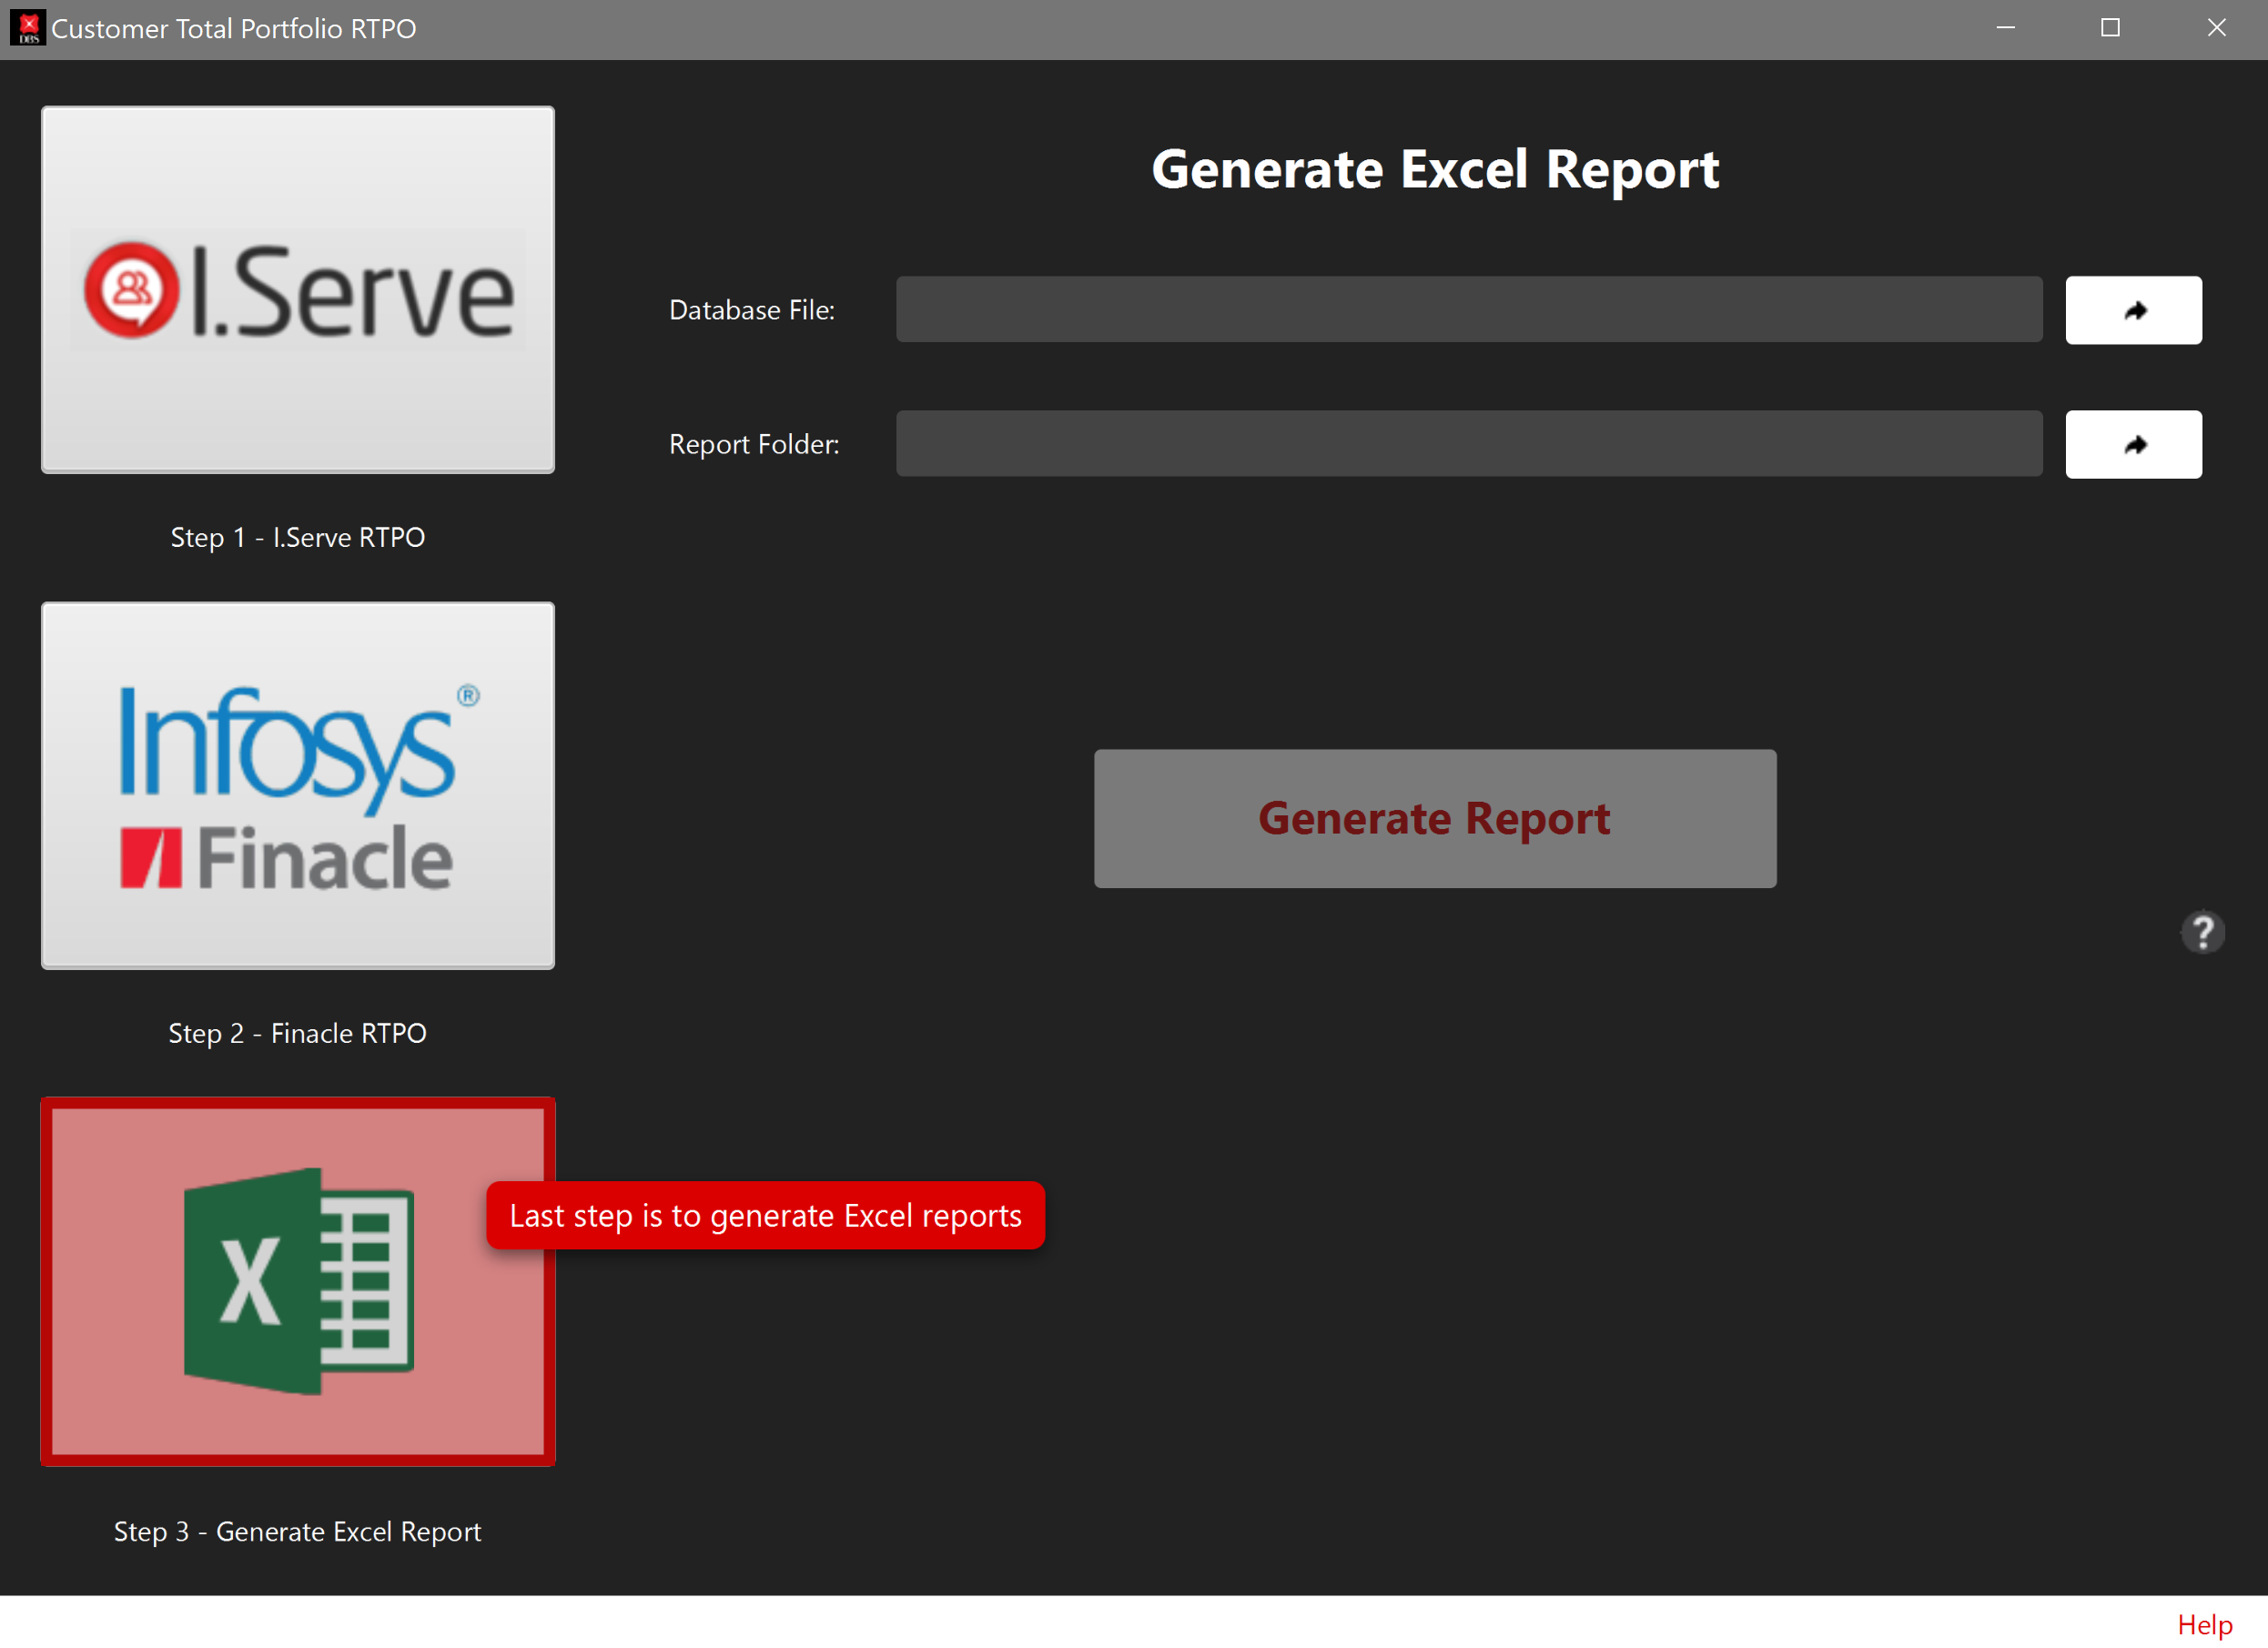 DBS
Customer Total Portfolio RTPO
I.Serve
Step 1 - I.Serve RTPO
Infosys®
Finacle
Step 2 - Finacle RTPO
X
Step 3 - Generate Excel Report
Last step is to generate Excel reports
Generate Excel Report
Database File:
Report Folder:
Generate Report
?
Help